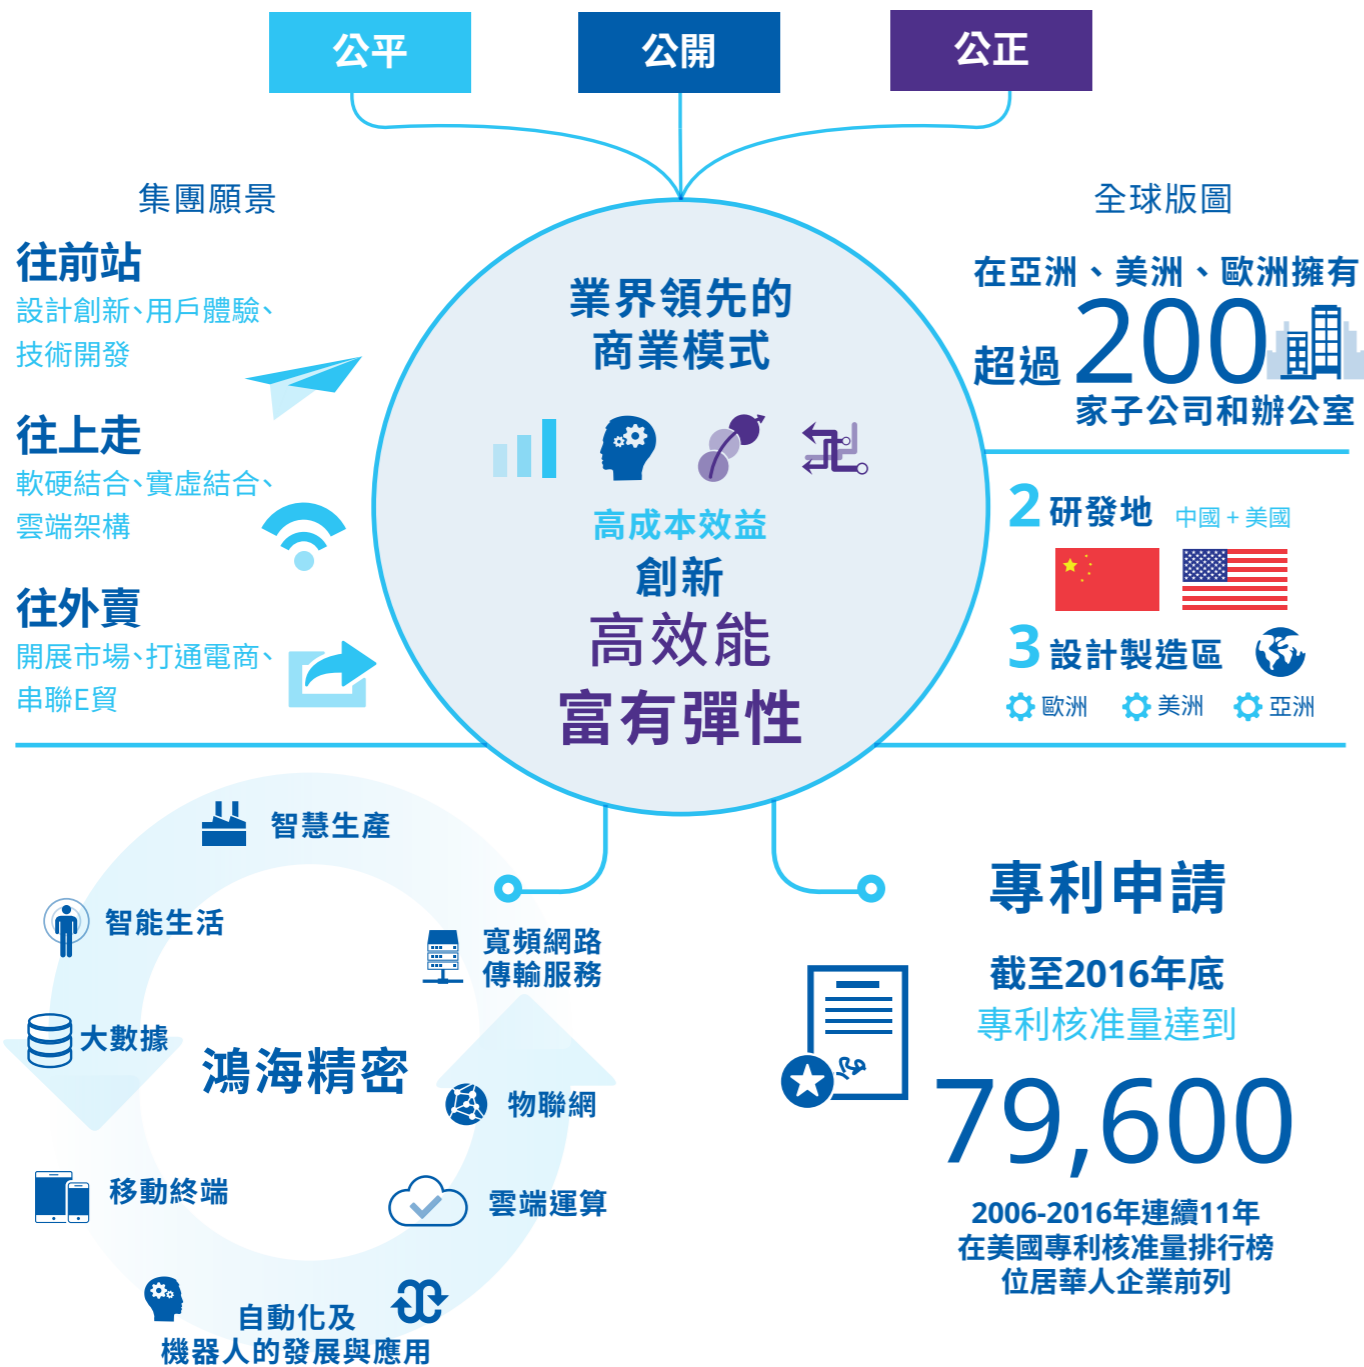 公平
公開
公正
集團願景
往前站
設計創新、用戶體驗、
技術開發
往上走
軟硬結合、實虛結合、
雲端架構
往外賣
開展市場、打通電商、
串聯E貿
業界領先的
商業模式
高成本效益
創新
高效能
富有彈性
全球版圖
在亞洲、美洲、歐洲擁有
超過200
家子公司和辦公室
2 研發地 中國 + 美國
3 設計製造區
歐洲 美洲 亞洲
智慧生產
智能生活
寬頻網路
傳輸服務
大數據
鴻海精密
物聯網
移動終端
雲端運算
自動化及
機器人的發展與應用
專利申請
截至2016年底
專利核准量達到
79,600
2006-2016年連續11年
在美國專利核准量排行榜
位居華人企業前列